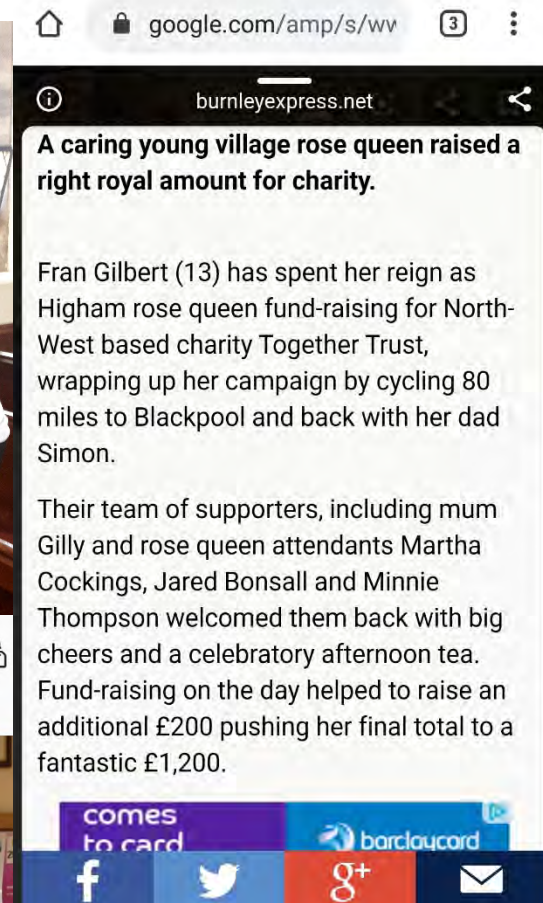 google.com/amp/s/wv
3
burnleyexpress.net
A caring young village rose queen raised a
right royal amount for charity.
Fran Gilbert (13) has spent her reign as
Higham rose queen fund-raising for North-
West based charity Together Trust,
wrapping up her campaign by cycling 80
miles to Blackpool and back with her dad
Simon.
Their team of supporters, including mum
Gilly and rose queen attendants Martha
Cockings, Jared Bonsall and Minnie
Thompson welcomed them back with big
cheers and a celebratory afternoon tea.
Fund-raising on the day helped to raise an
additional £200 pushing her final total to a
fantastic £1,200.
comes
to card
barclaycard
f
g+